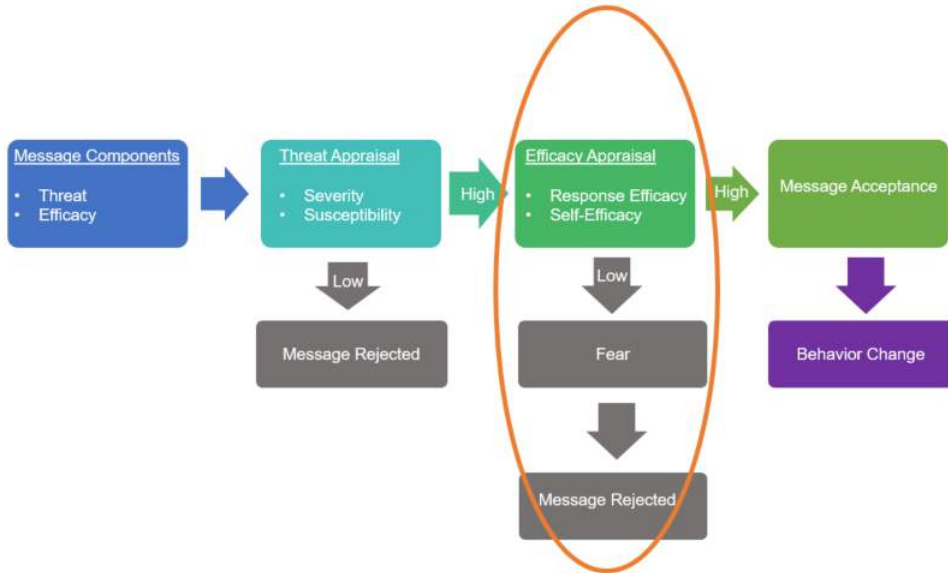 Message Components
• Threat
• Efficacy
Threat Appraisal
• Severity
• Susceptibility
High
Efficacy Appraisal
• Response Efficacy
• Self-Efficacy
High
Message Acceptance
Low
Low
Message Rejected
Fear
Behavior Change
Message Rejected